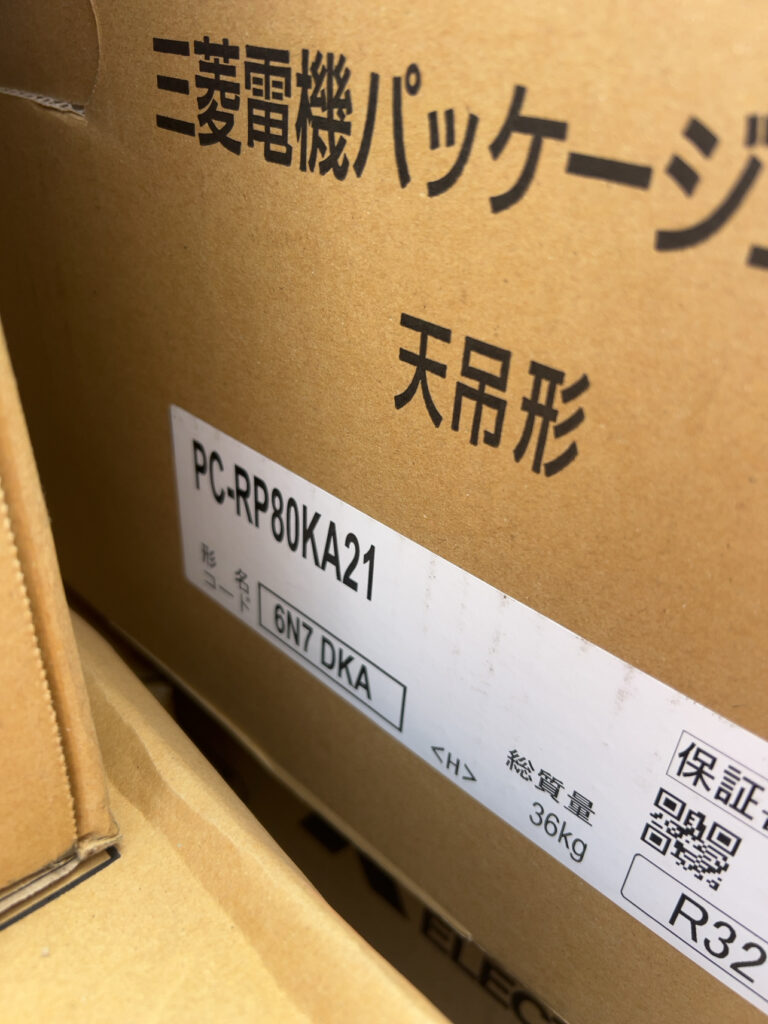 三菱電機パッケージ
天吊形
PC-RP80KA21
形名
コード
6N7 DKA
<H>
総質量
36kg
保証
R32
ELEC